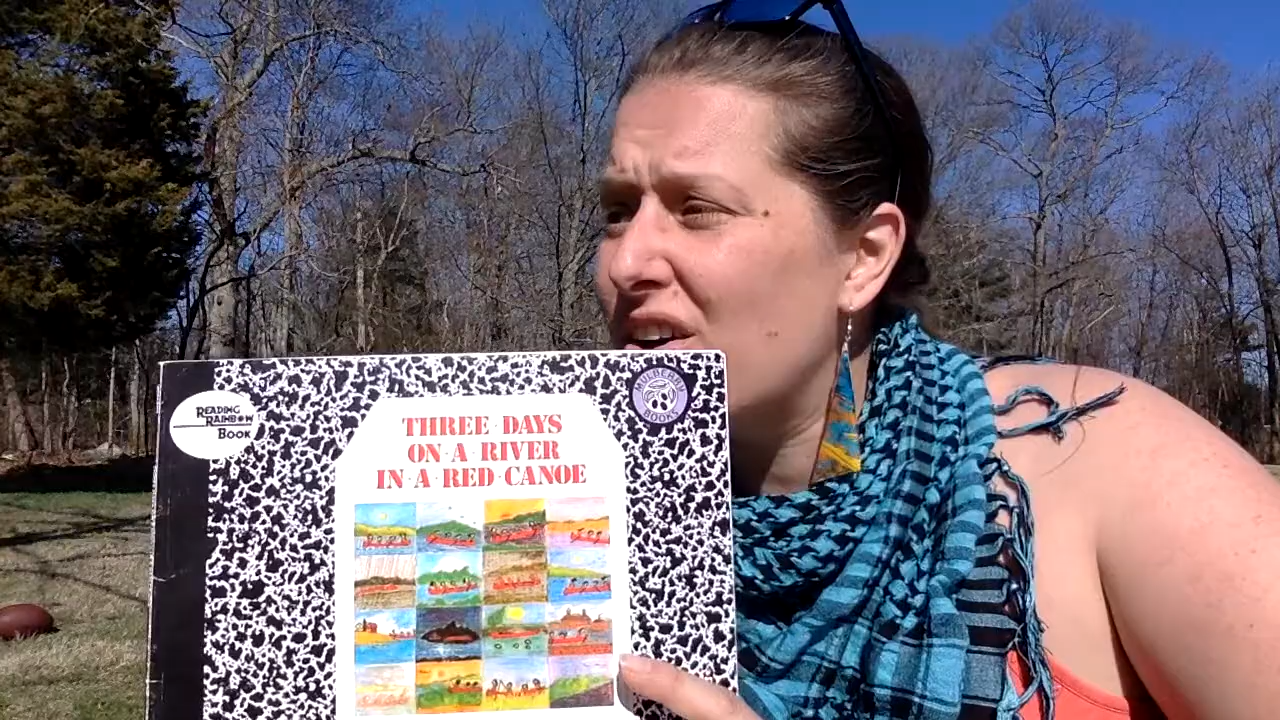 READING
RAINBOW
BOOK
MULBERRY
BOOKS
THREE·DAYS
ON·A·RIVER
IN·A·RED·CANOE